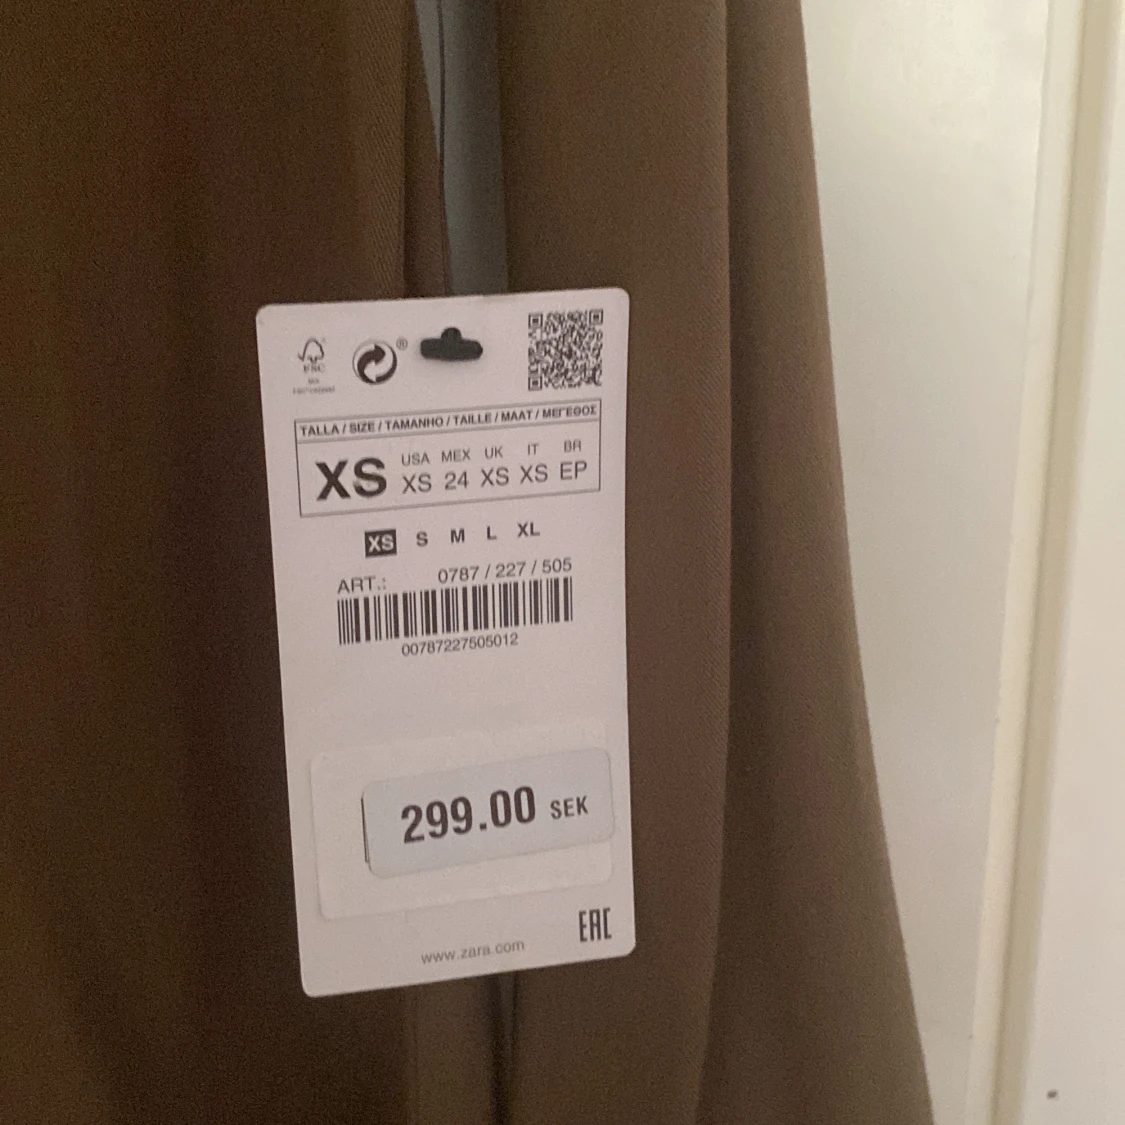 ®
FSC
TALLA / SIZE / TAMANHO / TAILLE / MAAT / ΜΕΓΕΘΟΣ
USA MEX UK IT BR
XS XS 24 XS XS EP
XS S M L XL
ART.: 0787 / 227 / 505
00787227505012
299.00 SEK
EAC
www.zara.com